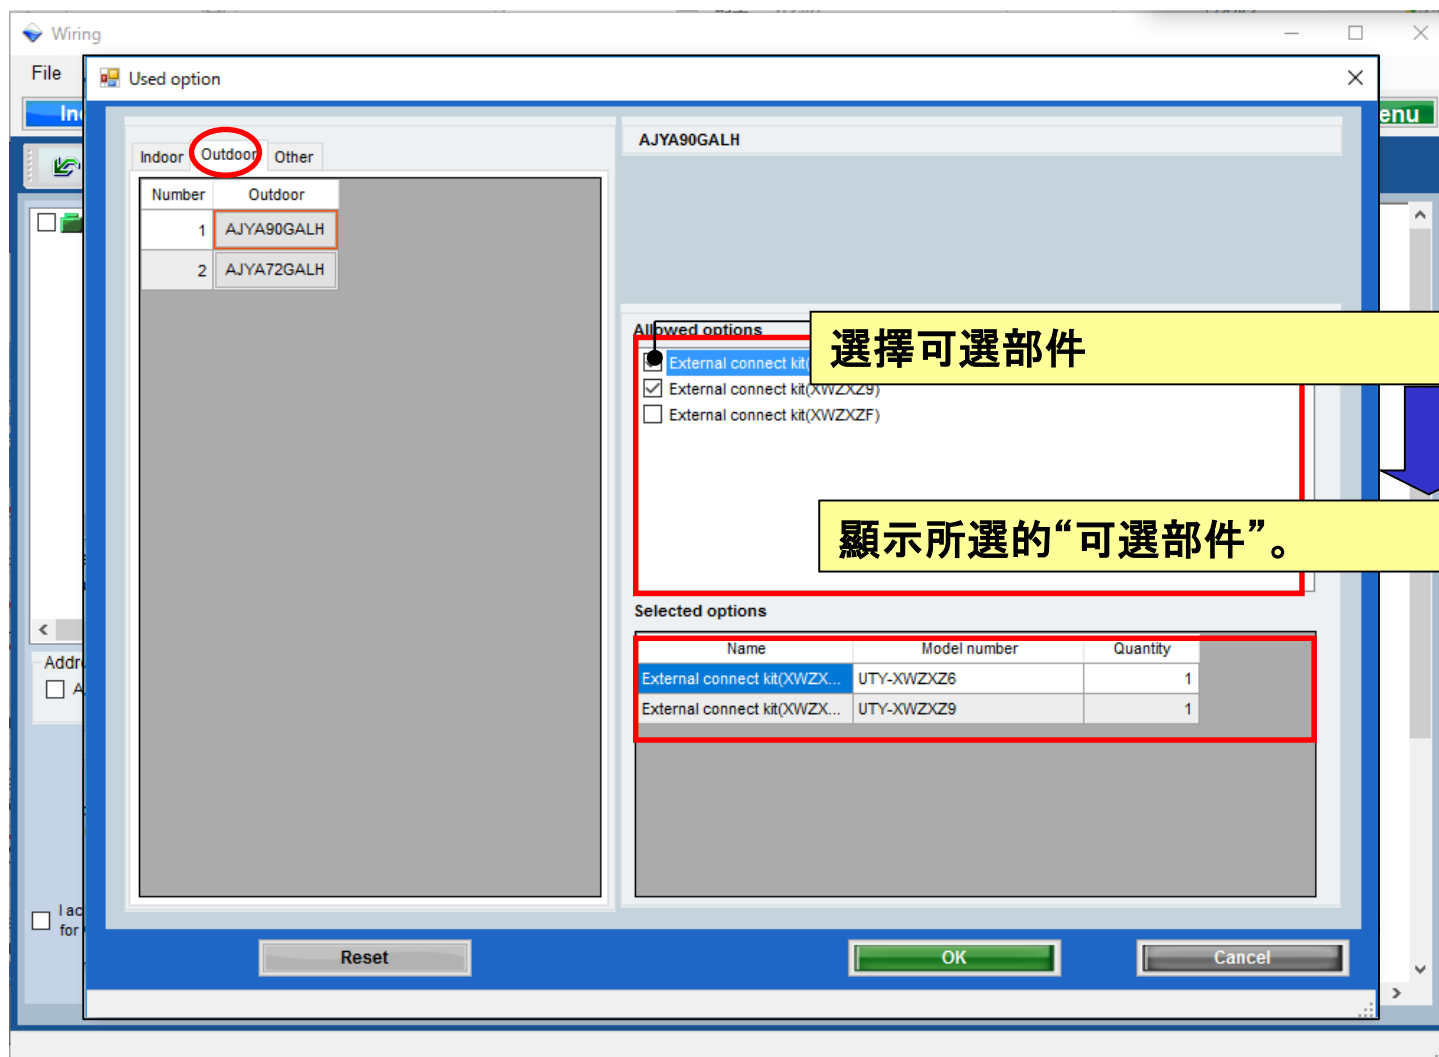 Wiring
File
Used option
enu
AJYA90GALH
Indoor Outdoor Other
Number Outdoor
1 AJYA90GALH
2 AJYA72GALH
Allowed options
選擇可選部件
External connect kit(
External connect kit(XWZXZ9)
External connect kit(XWZXZF)
顯示所選的“可選部件”。
Selected options
Name Model number Quantity
External connect kit(XWZX... UTY-XWZXZ6 1
External connect kit(XWZX... UTY-XWZXZ9 1
Addr
A
I ac
for
Reset OK Cancel